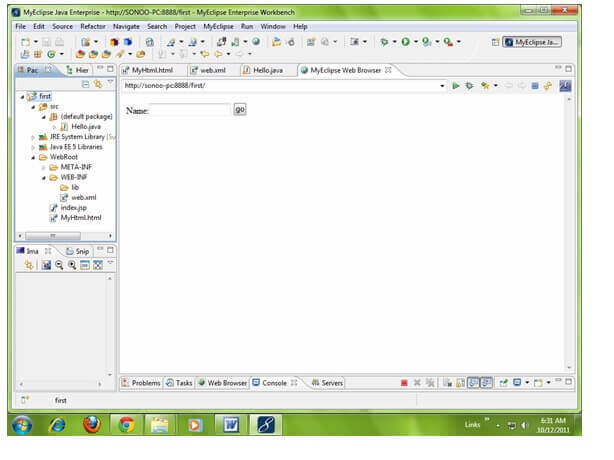 MyEclipse Java Enterprise - http://SONOO-PC:8888/first - MyEclipse Enterprise Workbench
File Edit Source Refactor Navigate Search Project MyEclipse Run Window Help
MyEclipse Ja...
Pac Hier MyHtml.html web.xml Hello.java MyEclipse Web Browser
http://sonoo-pc:8888/first/
first
src
(default package)
Hello.java
JRE System Library [Su
Java EE 5 Libraries
WebRoot
META-INF
WEB-INF
lib
web.xml
index.jsp
MyHtml.html
Name: go
Ima Snip
Problems Tasks Web Browser Console Servers
first
Links
6:31 AM
10/12/2011